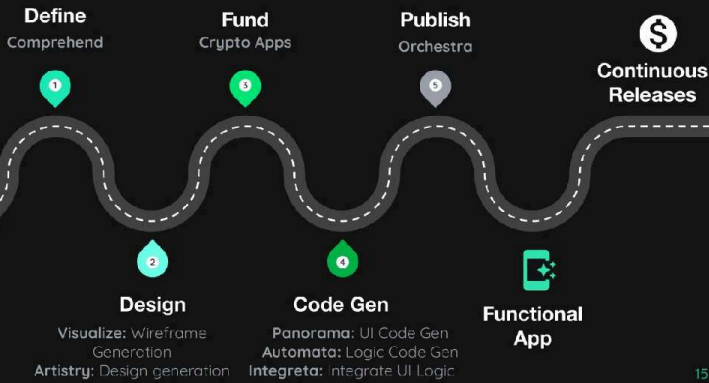 Define
Comprehend
1
Fund
Crypto Apps
3
Publish
Orchestra
5
$
Continuous
Releases
2
Design
Visualize: Wireframe
Generation
Artistry: Design generation
4
Code Gen
Panorama: UI Code Gen
Automata: Logic Code Gen
Integreta: Integrate UI Logic
Functional
App
15